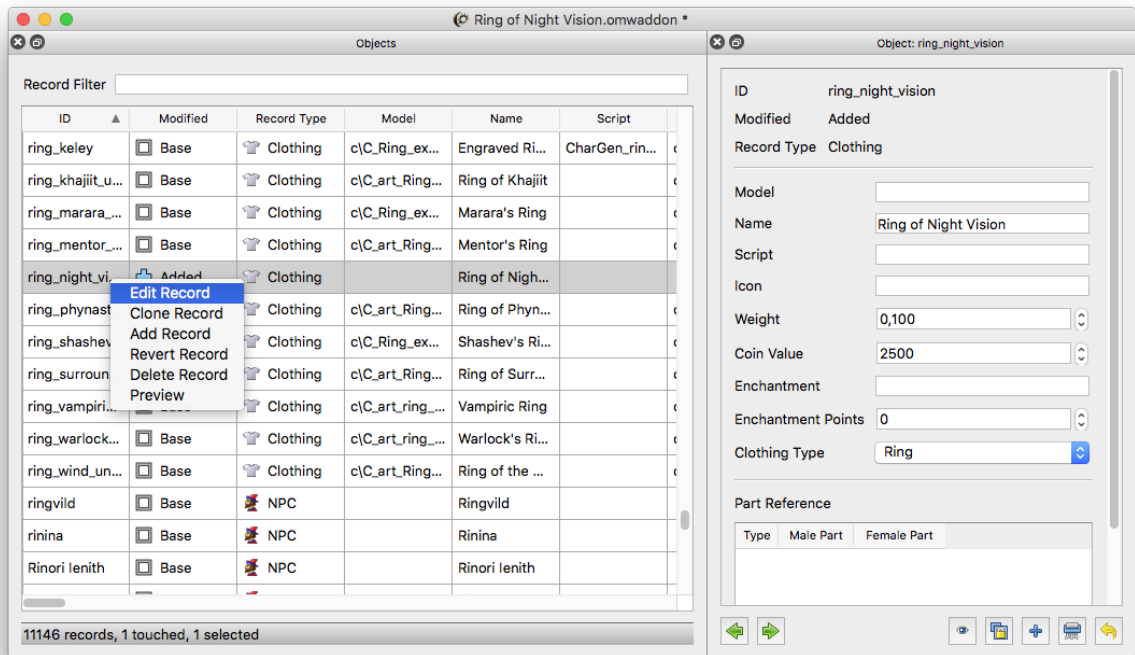 Ring of Night Vision.omwaddon *
Objects
Record Filter
ID Modified Record Type Model Name Script
ring_keley Base Clothing c\C_Ring_ex... Engraved Ri... CharGen_rin...
ring_khajiit_u... Base Clothing c\C_art_Ring... Ring of Khajiit
ring_marara_... Base Clothing c\C_Ring_ex... Marara's Ring
ring_mentor_... Base Clothing c\C_art_Ring... Mentor's Ring
ring_night_vi... Added Clothing Ring of Nigh...
ring_phynast Clothing c\C_art_Ring... Ring of Phyn...
ring_shashev Clothing c\C_Ring_ex... Shashev's Ri...
ring_surroun Clothing c\C_art_Ring... Ring of Surr...
ring_vampiri... Base Clothing c\C_art_ring_... Vampiric Ring
ring_warlock... Base Clothing c\C_art_ring_... Warlock's Ri...
ring_wind_un... Base Clothing c\C_art_Ring... Ring of the ...
ringvild Base NPC Ringvild
rinina Base NPC Rinina
Rinori Ienith Base NPC Rinori Ienith
Edit Record
Clone Record
Add Record
Revert Record
Delete Record
Preview
11146 records, 1 touched, 1 selected
Object: ring_night_vision
ID ring_night_vision
Modified Added
Record Type Clothing
Model
Name Ring of Night Vision
Script
Icon
Weight 0,100
Coin Value 2500
Enchantment
Enchantment Points 0
Clothing Type Ring
Part Reference
Type Male Part Female Part